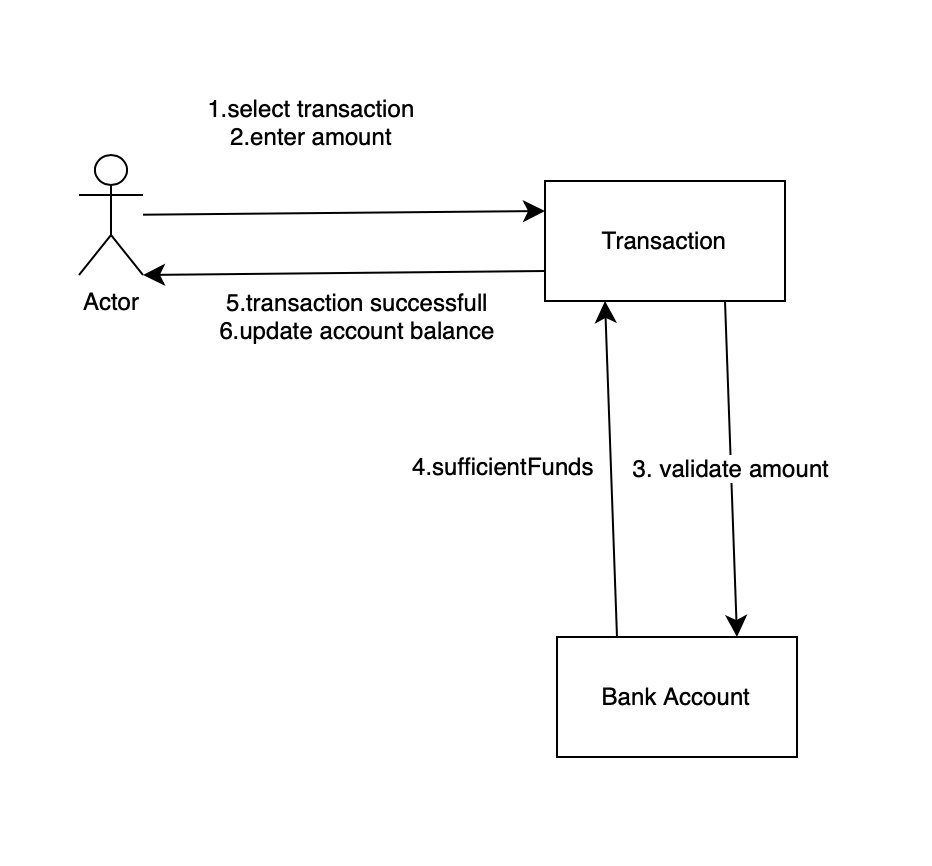 1.select transaction
2.enter amount
Transaction
Actor
5.transaction successfull
6.update account balance
4.sufficientFunds
3. validate amount
Bank Account